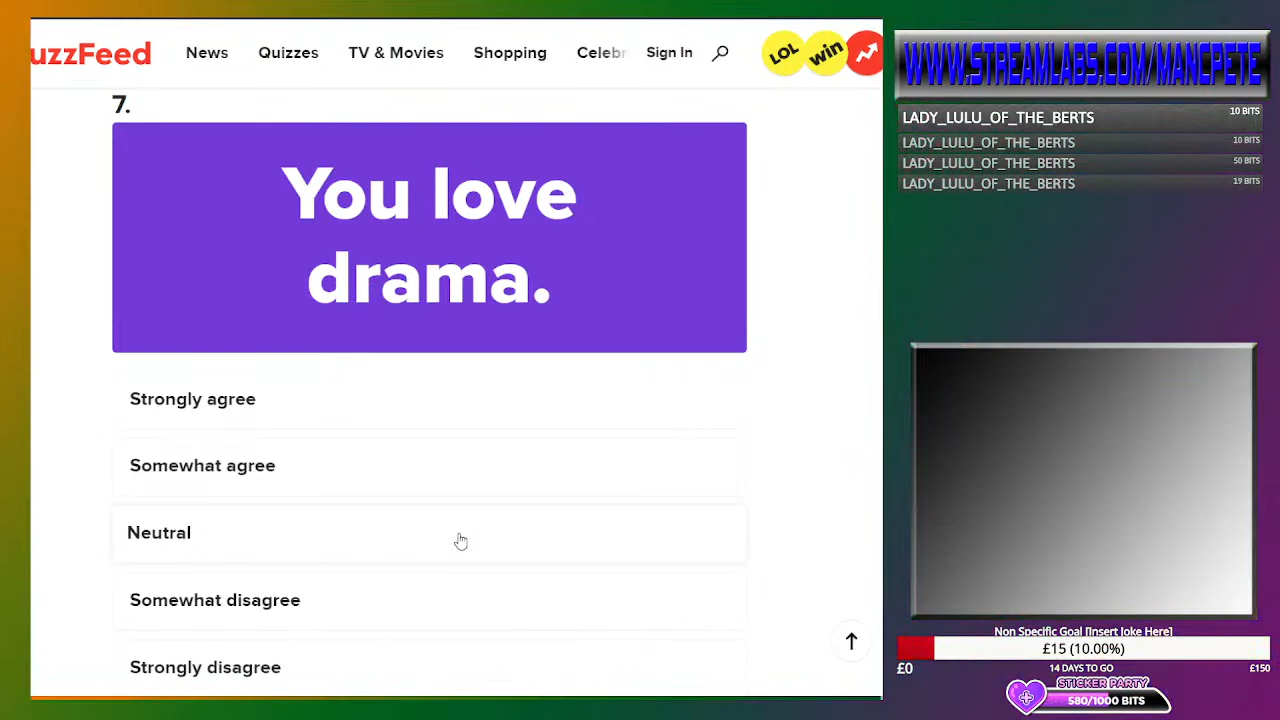 uzzFeed News Quizzes TV & Movies Shopping Celebr Sign In LOL win
7.
You love
drama.
Strongly agree
Somewhat agree
Neutral
Somewhat disagree
Strongly disagree
WWW.STREAMLABS.COM/MANCPETE
LADY_LULU_OF_THE_BERTS 10 BITS
LADY_LULU_OF_THE_BERTS 10 BITS
LADY_LULU_OF_THE_BERTS 50 BITS
LADY_LULU_OF_THE_BERTS 19 BITS
Non Specific Goal [Insert Joke Here]
£15 (10.00%)
£0 14 DAYS TO GO £150
STICKER PARTY
580/1000 BITS